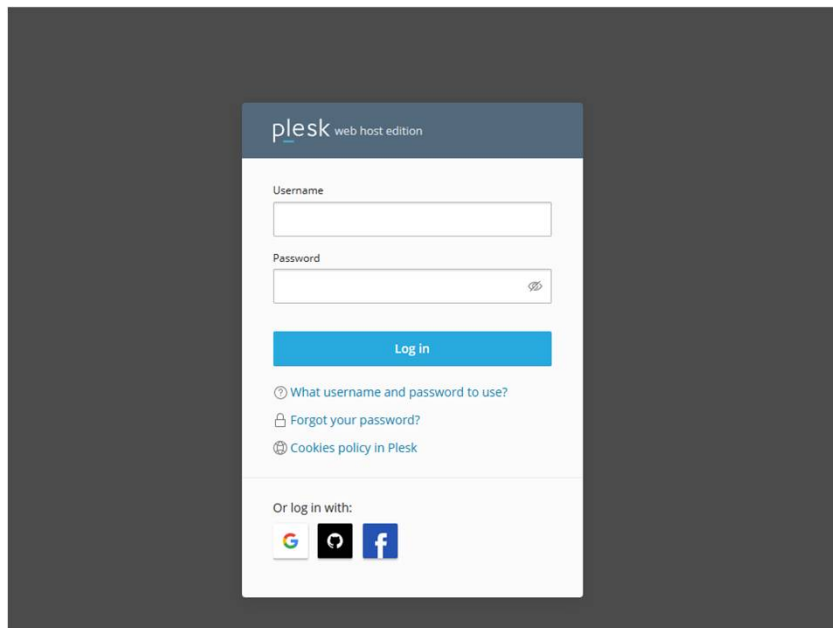 plesk web host edition
Username
Password
Log in
What username and password to use?
Forgot your password?
Cookies policy in Plesk
Or log in with: